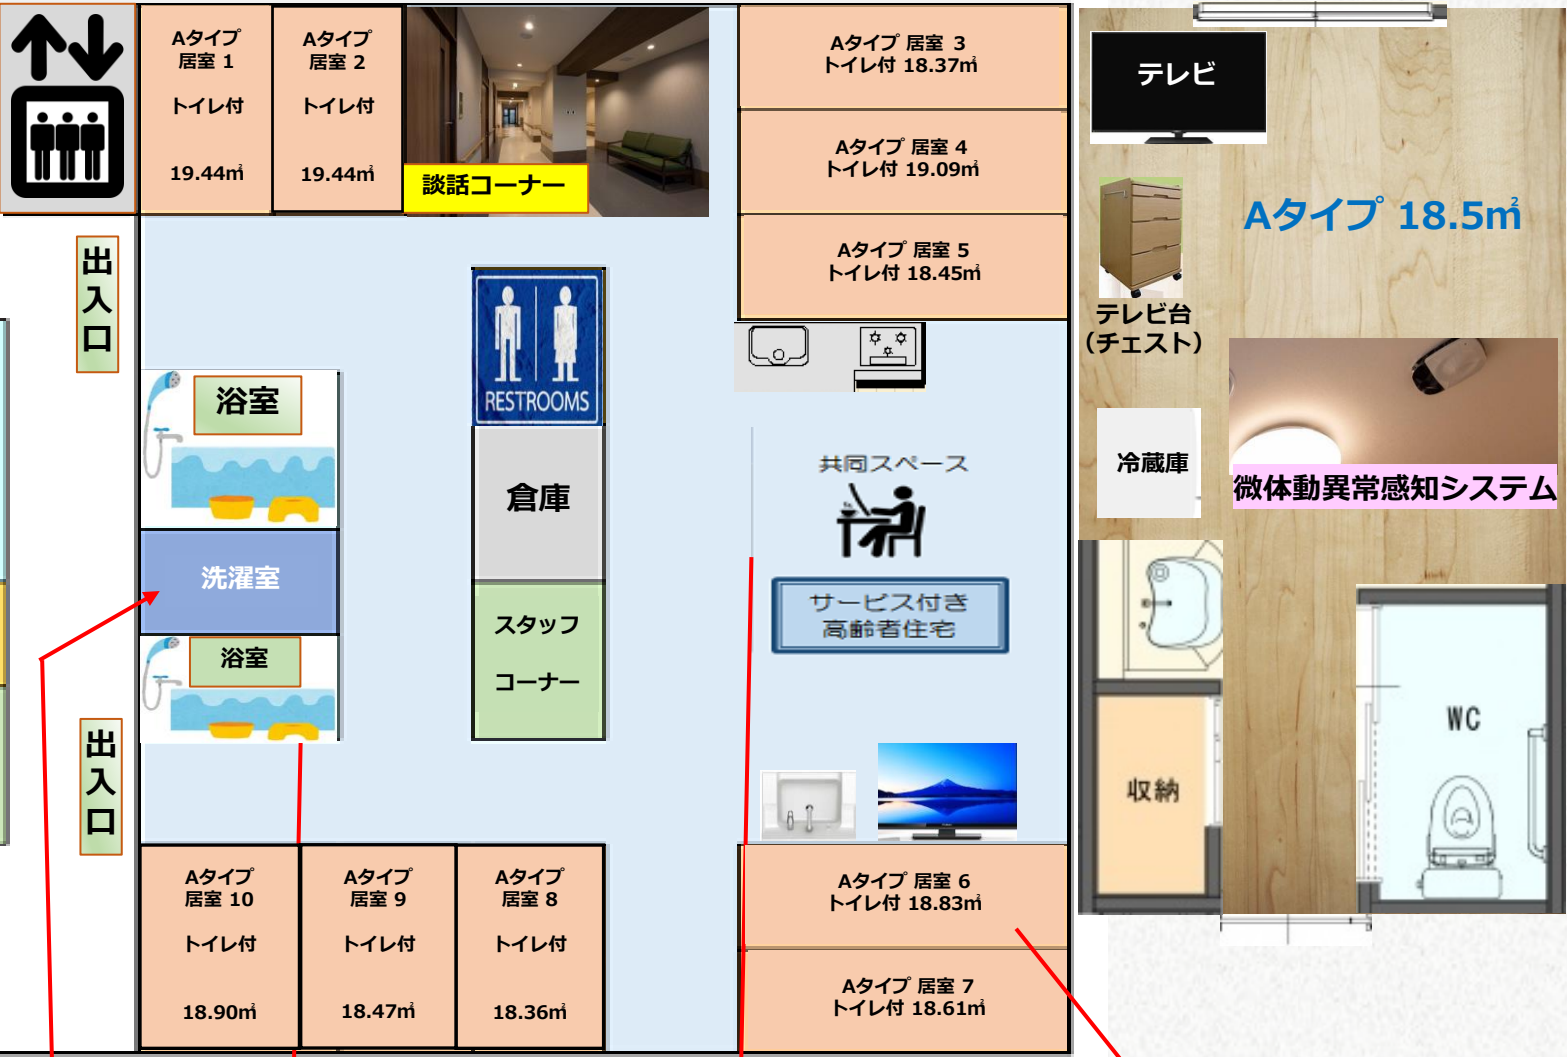 Aタイプ
居室 1
トイレ付
19.44㎡
Aタイプ
居室 2
トイレ付
19.44㎡
談話コーナー
Aタイプ 居室 3
トイレ付 18.37㎡
Aタイプ 居室 4
トイレ付 19.09㎡
Aタイプ 居室 5
トイレ付 18.45㎡
出入口
浴室
洗濯室
浴室
出入口
RESTROOMS
倉庫
スタッフ
コーナー
共同スペース
サービス付き
高齢者住宅
Aタイプ
居室 10
トイレ付
18.90㎡
Aタイプ
居室 9
トイレ付
18.47㎡
Aタイプ
居室 8
トイレ付
18.36㎡
Aタイプ 居室 6
トイレ付 18.83㎡
Aタイプ 居室 7
トイレ付 18.61㎡
テレビ
Aタイプ 18.5㎡
テレビ台
（チェスト）
冷蔵庫
微体動異常感知システム
収納
WC